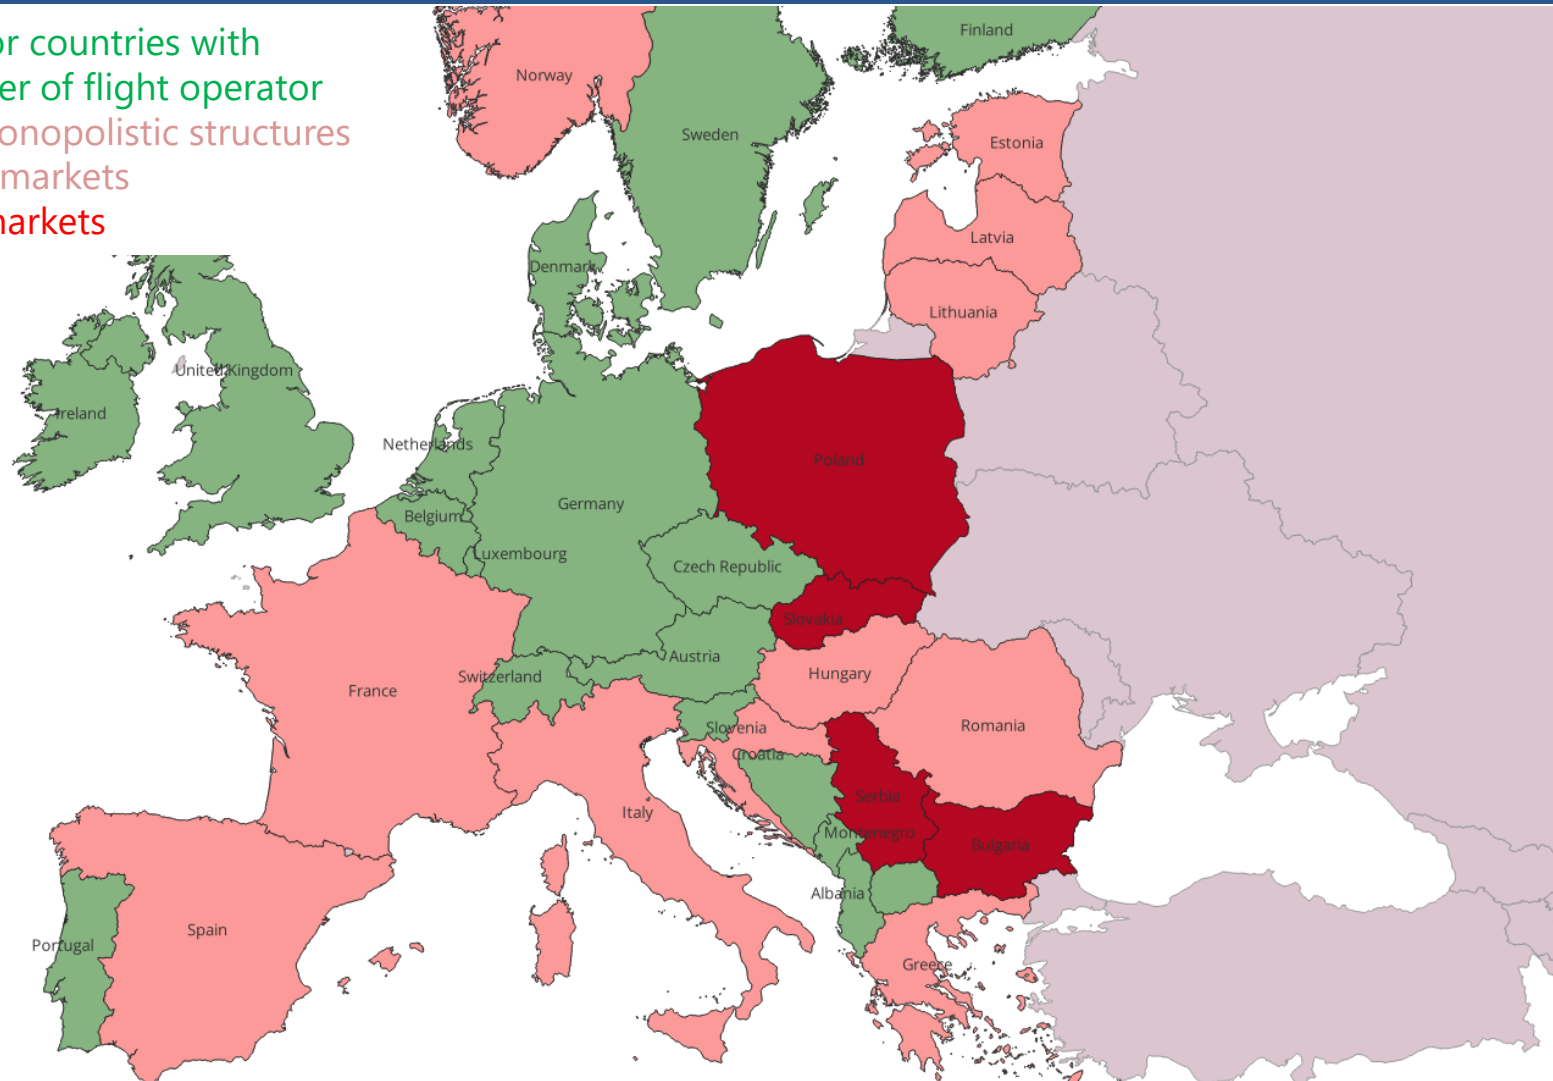 or countries with
er of flight operator
onopolistic structures
markets
narkets
Finland
Norway
Sweden
Estonia
Latvia
Denmark
Lithuania
United Kingdom
Ireland
Netherlands
Poland
Germany
Belgium
Luxembourg
Czech Republic
Slovakia
Austria
Hungary
Switzerland
France
Slovenia
Romania
Croatia
Serbia
Italy
Montenegro
Bulgaria
Albania
Spain
Portugal
Greece